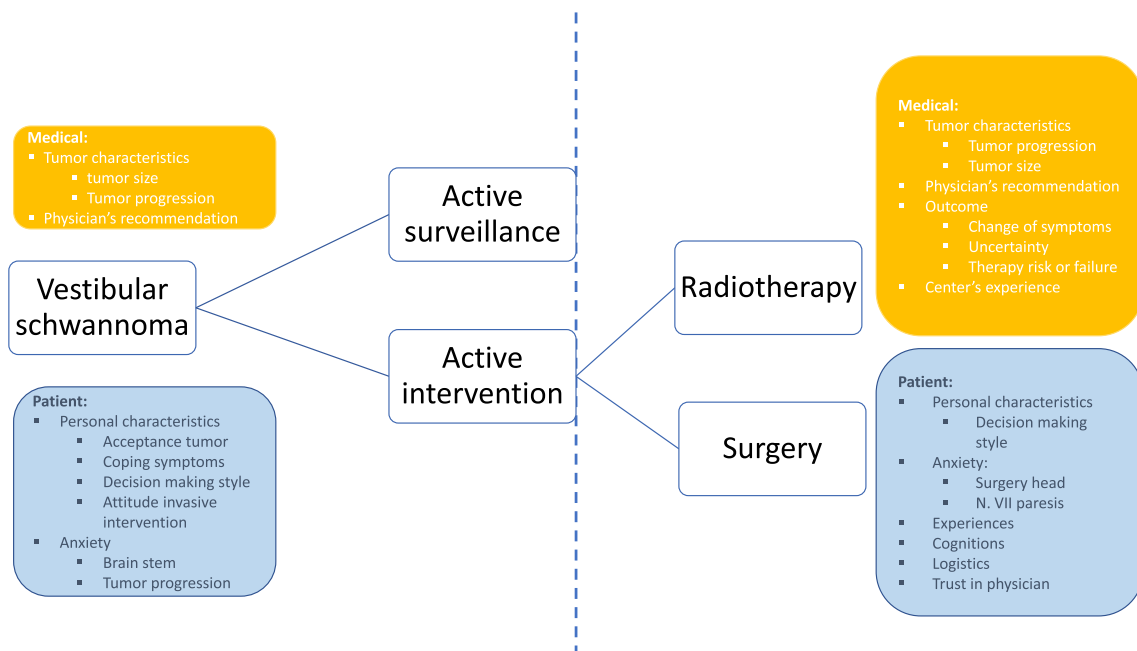 Medical:
▪ Tumor characteristics
▪ tumor size
▪ Tumor progression
▪ Physician's recommendation
Vestibular
schwannoma
Patient:
▪ Personal characteristics
▪ Acceptance tumor
▪ Coping symptoms
▪ Decision making style
▪ Attitude invasive
intervention
▪ Anxiety
▪ Brain stem
▪ Tumor progression
Active
surveillance
Active
intervention
Radiotherapy
Surgery
Medical:
▪ Tumor characteristics
▪ Tumor progression
▪ Tumor size
▪ Physician's recommendation
▪ Outcome
▪ Change of symptoms
▪ Uncertainty
▪ Therapy risk or failure
▪ Center's experience
Patient:
▪ Personal characteristics
▪ Decision making
style
▪ Anxiety:
▪ Surgery head
▪ N. VII paresis
▪ Experiences
▪ Cognitions
▪ Logistics
▪ Trust in physician